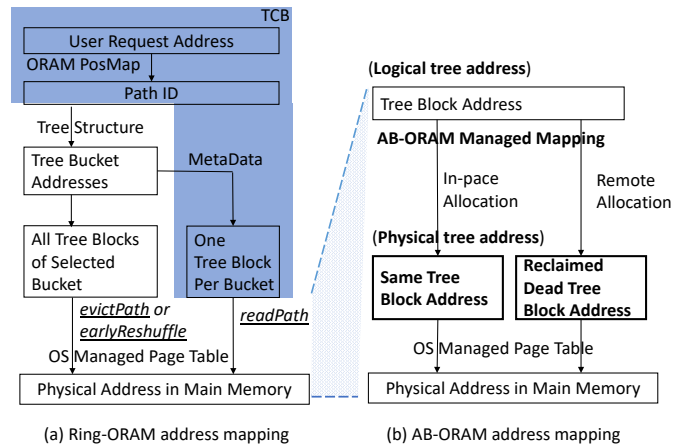 TCB
User Request Address
ORAM PosMap
Path ID
Tree Structure
Tree Bucket
Addresses
MetaData
All Tree Blocks
of Selected
Bucket
One
Tree Block
Per Bucket
evictPath or
earlyReshuffle
readPath
OS Managed Page Table
Physical Address in Main Memory
(a) Ring-ORAM address mapping
(Logical tree address)
Tree Block Address
AB-ORAM Managed Mapping
In-pace
Allocation
Remote
Allocation
(Physical tree address)
Same Tree
Block Address
Reclaimed
Dead Tree
Block Address
OS Managed Page Table
Physical Address in Main Memory
(b) AB-ORAM address mapping